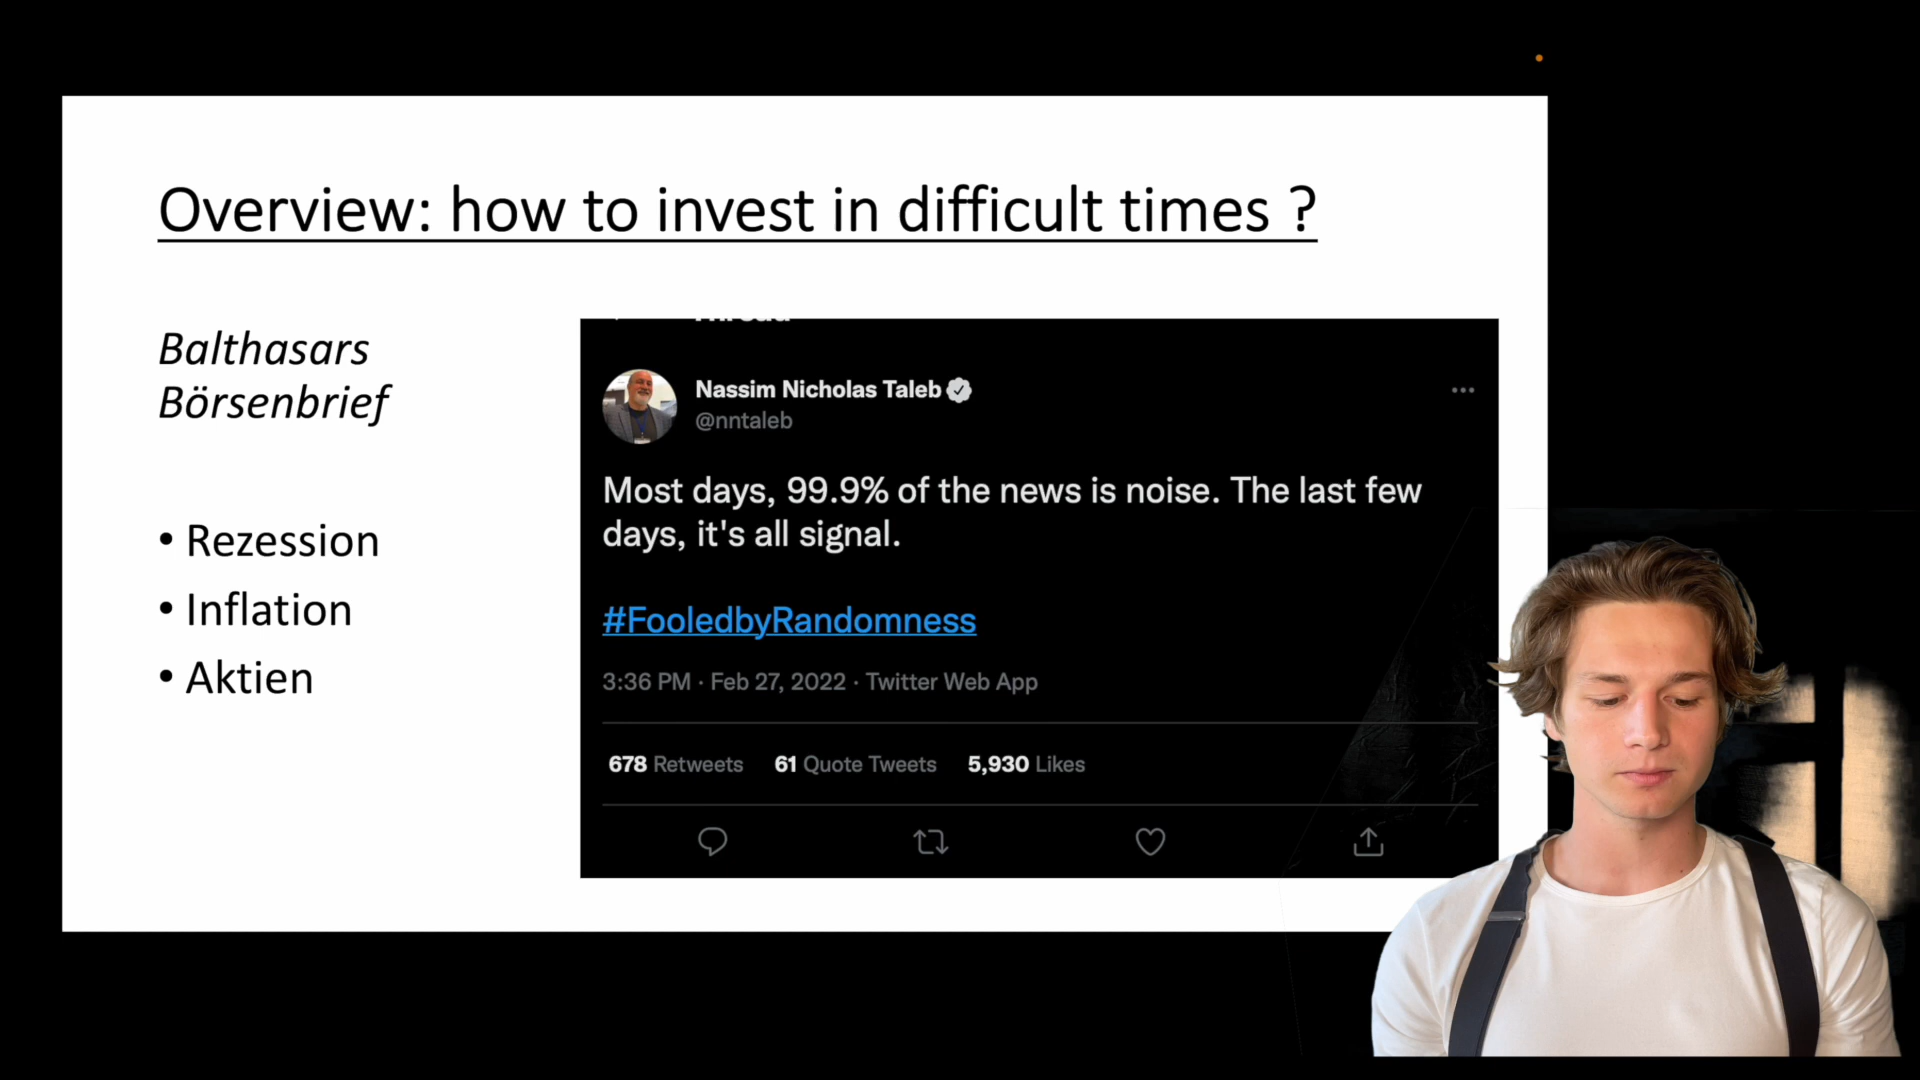 Overview: how to invest in difficult times ?
Balthasars
Börsenbrief
• Rezession
• Inflation
• Aktien
Nassim Nicholas Taleb
@nntaleb
Most days, 99.9% of the news is noise. The last few
days, it's all signal.
#FooledbyRandomness
3:36 PM · Feb 27, 2022 · Twitter Web App
678 Retweets 61 Quote Tweets 5,930 Likes